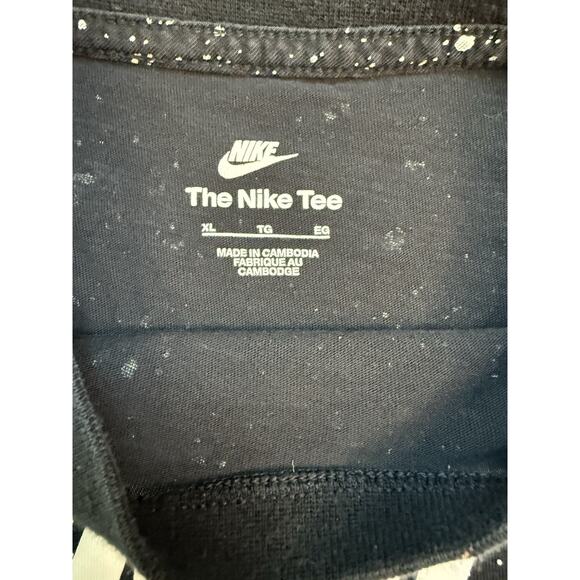 NIKE
The Nike Tee
XL TG EG
MADE IN CAMBODIA
FABRIQUE AU
CAMBODGE